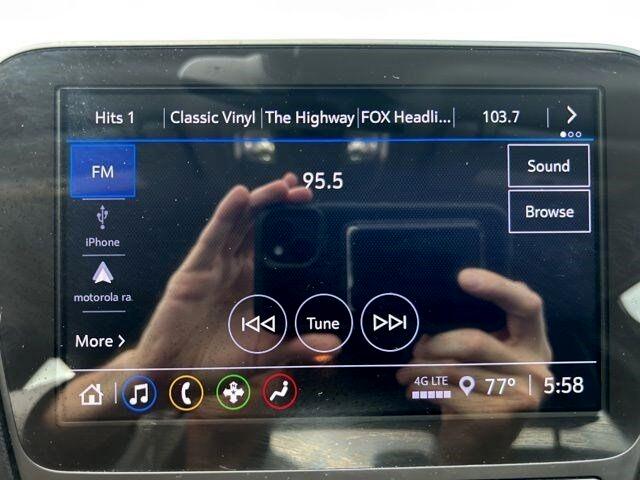 Hits 1 Classic Vinyl The Highway FOX Headli... 103.7
FM
95.5
Sound
iPhone
Browse
motorola ra
Tune
More
4G LTE 77° 5:58